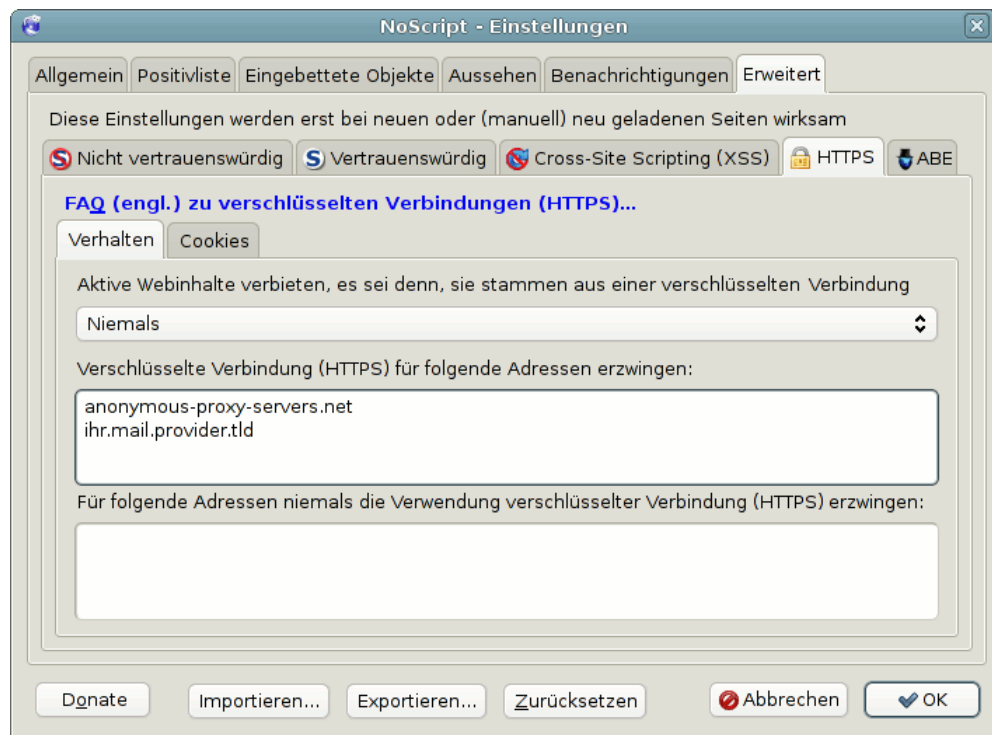 NoScript - Einstellungen
Allgemein Positivliste Eingebettete Objekte Aussehen Benachrichtigungen Erweitert
Diese Einstellungen werden erst bei neuen oder (manuell) neu geladenen Seiten wirksam
Nicht vertrauenswürdig Vertrauenswürdig Cross-Site Scripting (XSS) HTTPS ABE
FAQ (engl.) zu verschlüsselten Verbindungen (HTTPS)...
Verhalten Cookies
Aktive Webinhalte verbieten, es sei denn, sie stammen aus einer verschlüsselten Verbindung
Niemals
Verschlüsselte Verbindung (HTTPS) für folgende Adressen erzwingen:
anonymous-proxy-servers.net
ihr.mail.provider.tld
Für folgende Adressen niemals die Verwendung verschlüsselter Verbindung (HTTPS) erzwingen:
Donate Importieren... Exportieren... Zurücksetzen Abbrechen OK